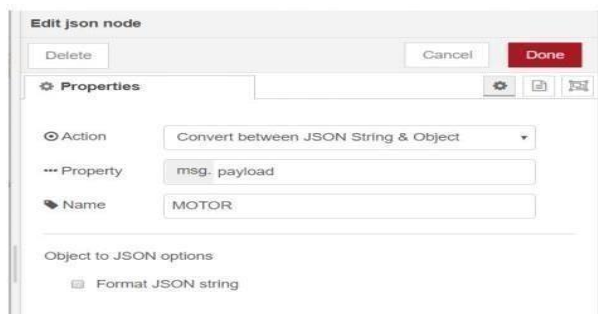 Edit json node
Delete Cancel Done
Properties
Action Convert between JSON String & Object
Property msg. payload
Name MOTOR
Object to JSON options
Format JSON string